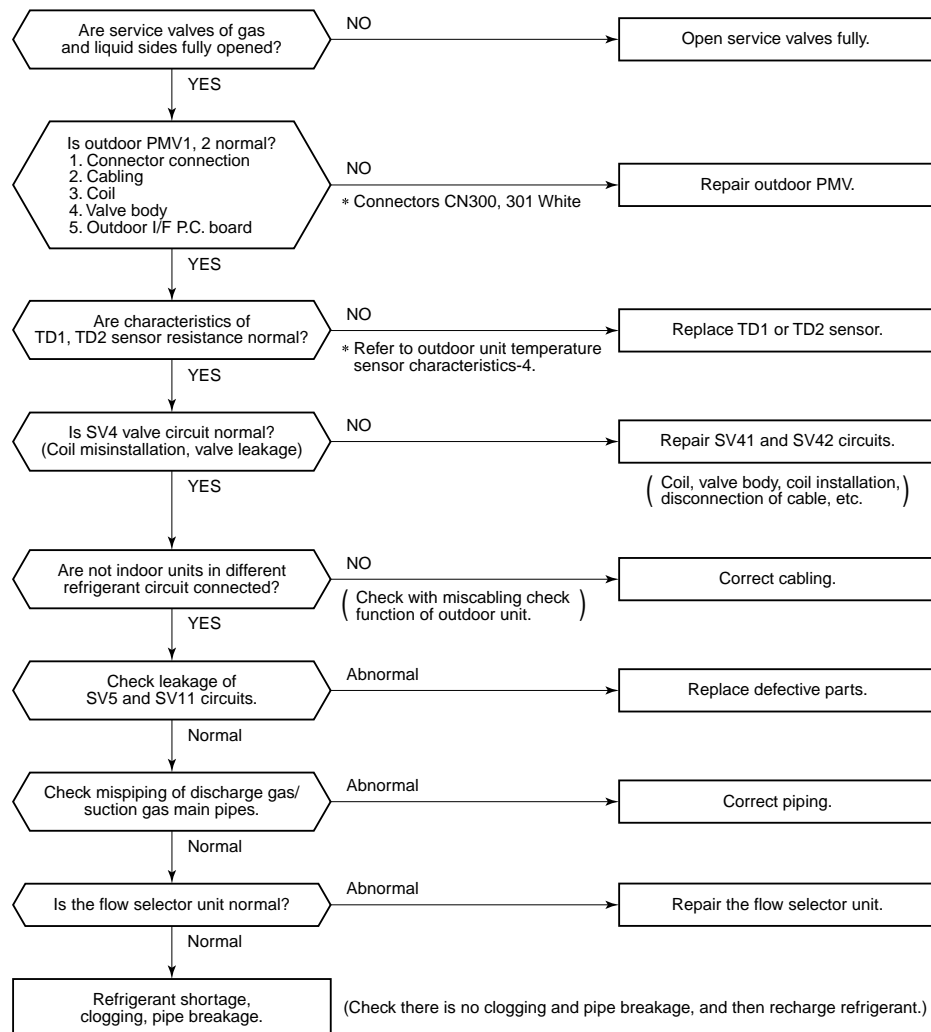 Are service valves of gas
and liquid sides fully opened?
NO
Open service valves fully.
YES
Is outdoor PMV1, 2 normal?
1. Connector connection
2. Cabling
3. Coil
4. Valve body
5. Outdoor I/F P.C. board
NO
* Connectors CN300, 301 White
Repair outdoor PMV.
YES
Are characteristics of
TD1, TD2 sensor resistance normal?
NO
* Refer to outdoor unit temperature
sensor characteristics-4.
Replace TD1 or TD2 sensor.
YES
Is SV4 valve circuit normal?
(Coil misinstallation, valve leakage)
NO
Repair SV41 and SV42 circuits.
(Coil, valve body, coil installation,
disconnection of cable, etc.)
YES
Are not indoor units in different
refrigerant circuit connected?
NO
(Check with miscabling check
function of outdoor unit.)
Correct cabling.
YES
Check leakage of
SV5 and SV11 circuits.
Abnormal
Replace defective parts.
Normal
Check mispiping of discharge gas/
suction gas main pipes.
Abnormal
Correct piping.
Normal
Is the flow selector unit normal?
Abnormal
Repair the flow selector unit.
Normal
Refrigerant shortage,
clogging, pipe breakage.
(Check there is no clogging and pipe breakage, and then recharge refrigerant.)